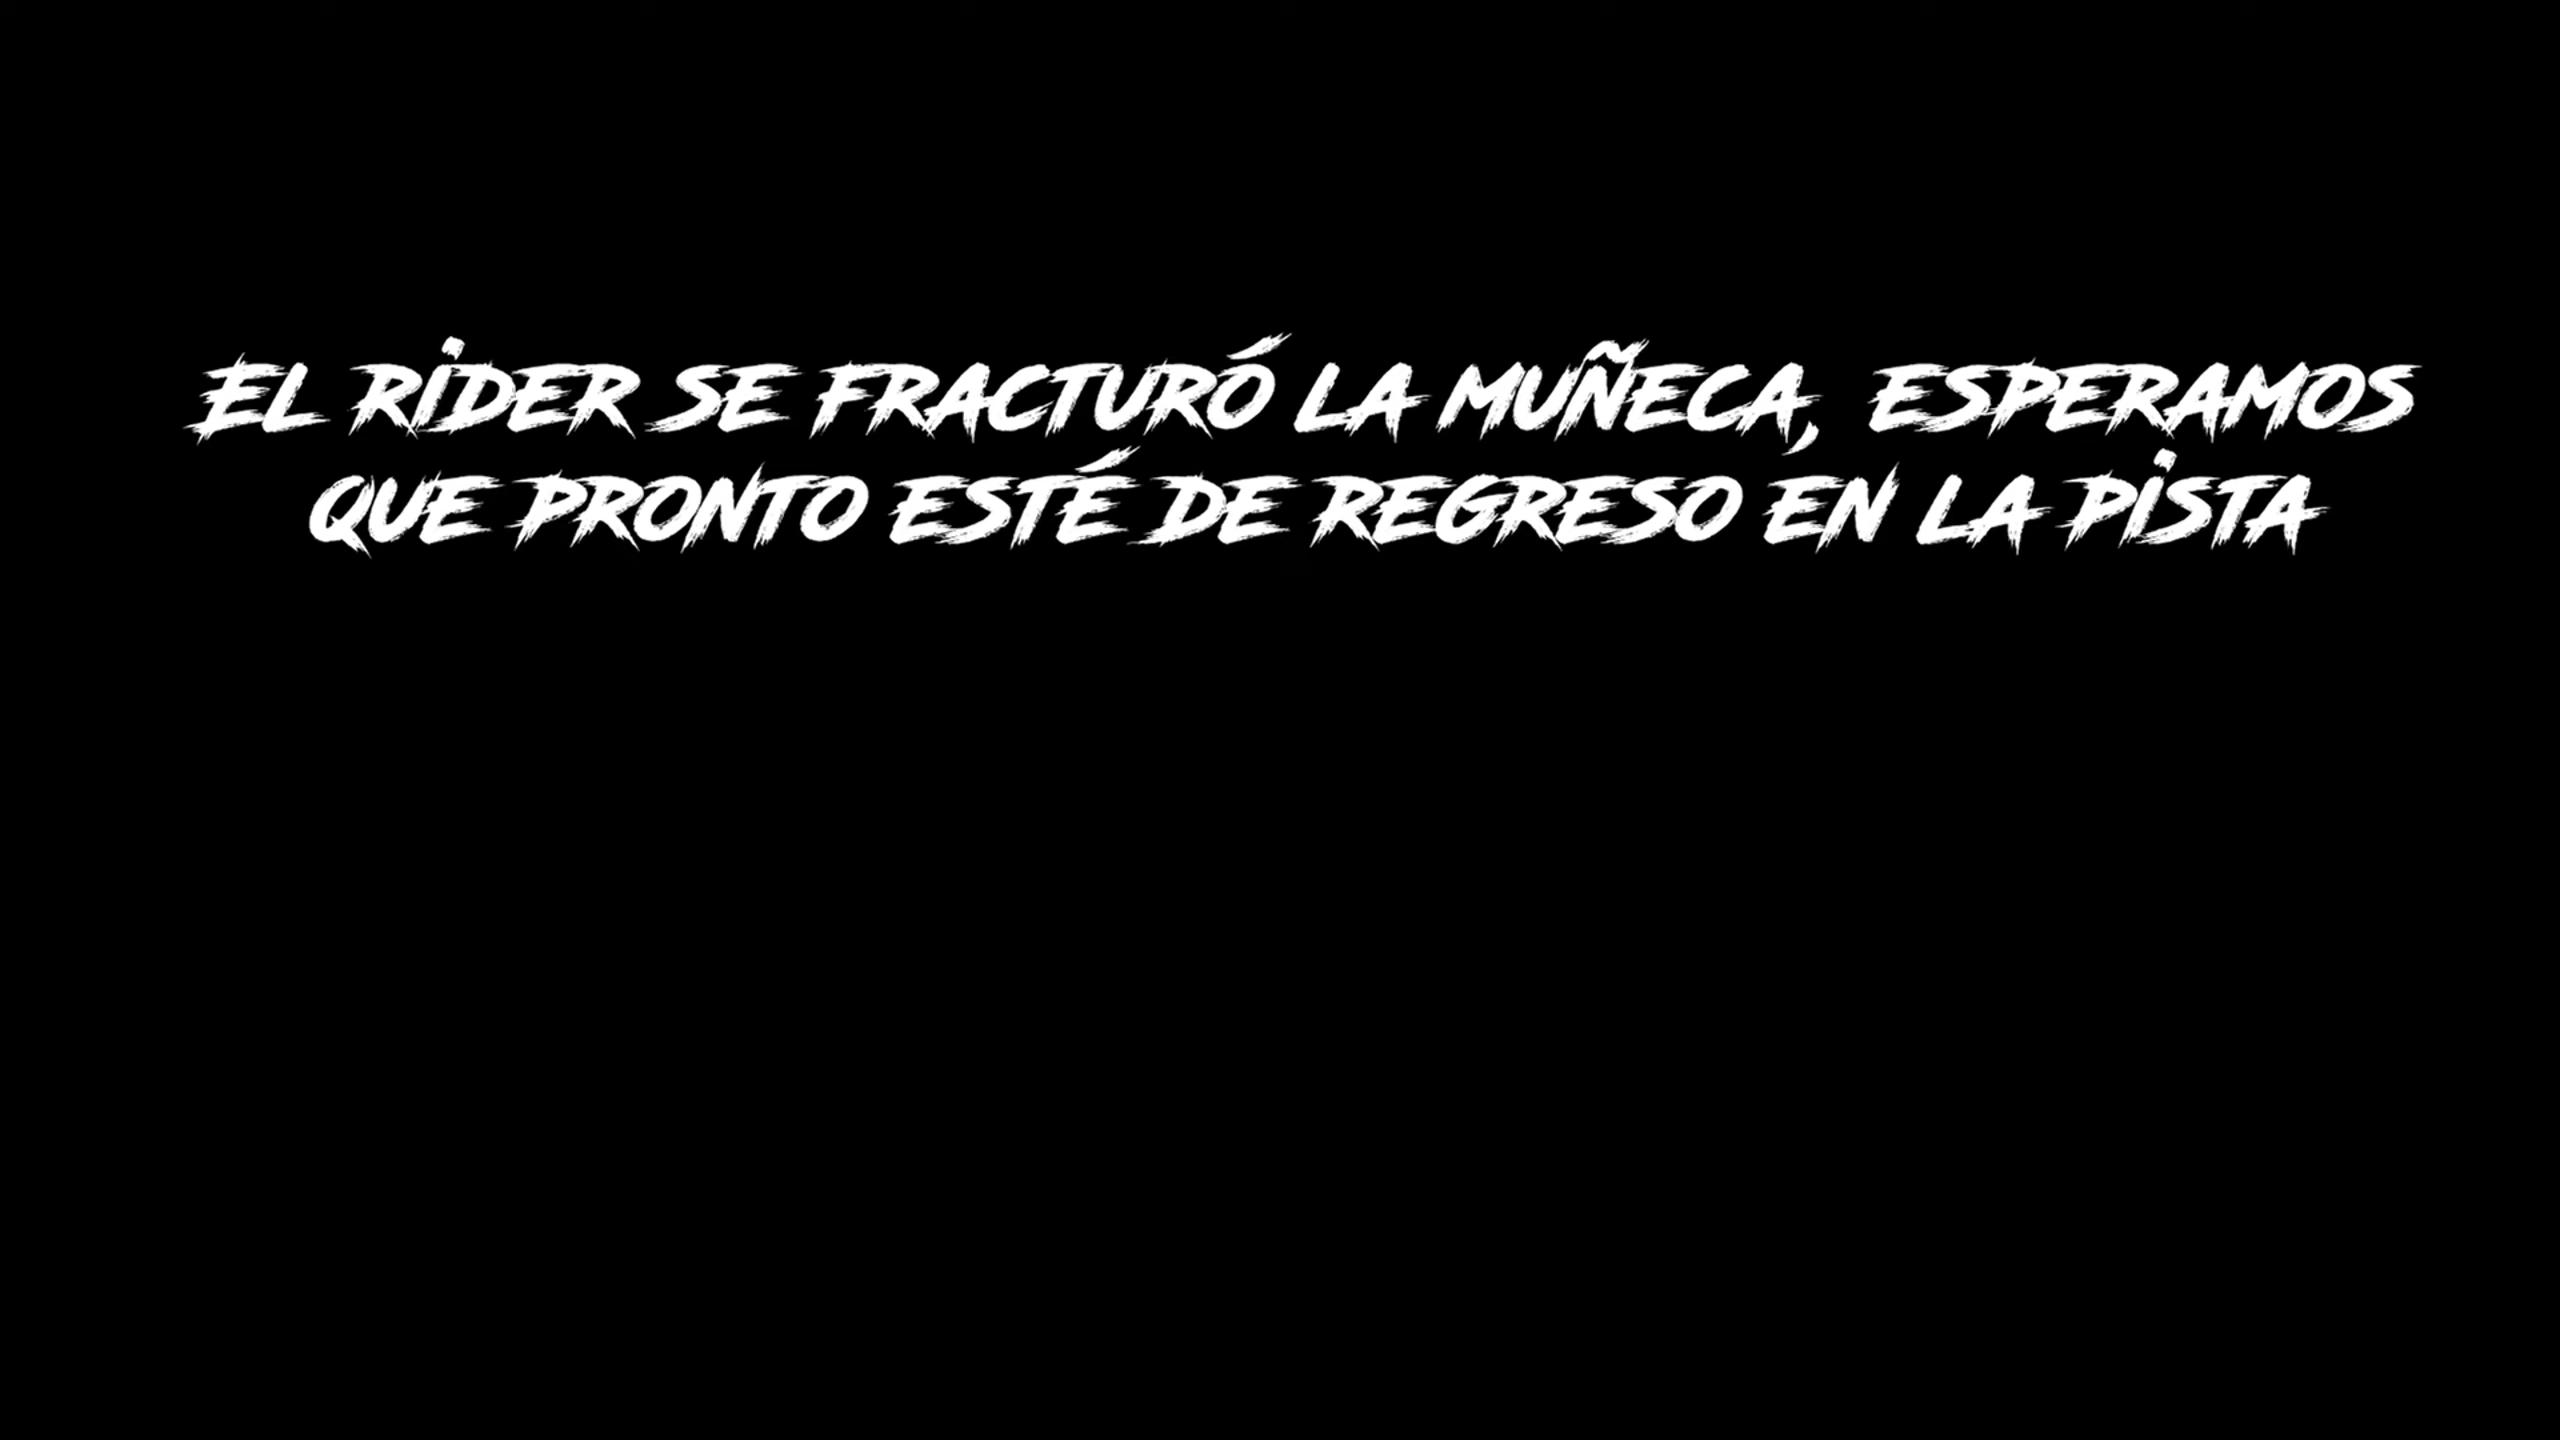 EL RIDER SE FRACTURÓ LA MUÑECA, ESPERAMOS
QUE PRONTO ESTÉ DE REGRESO EN LA PISTA